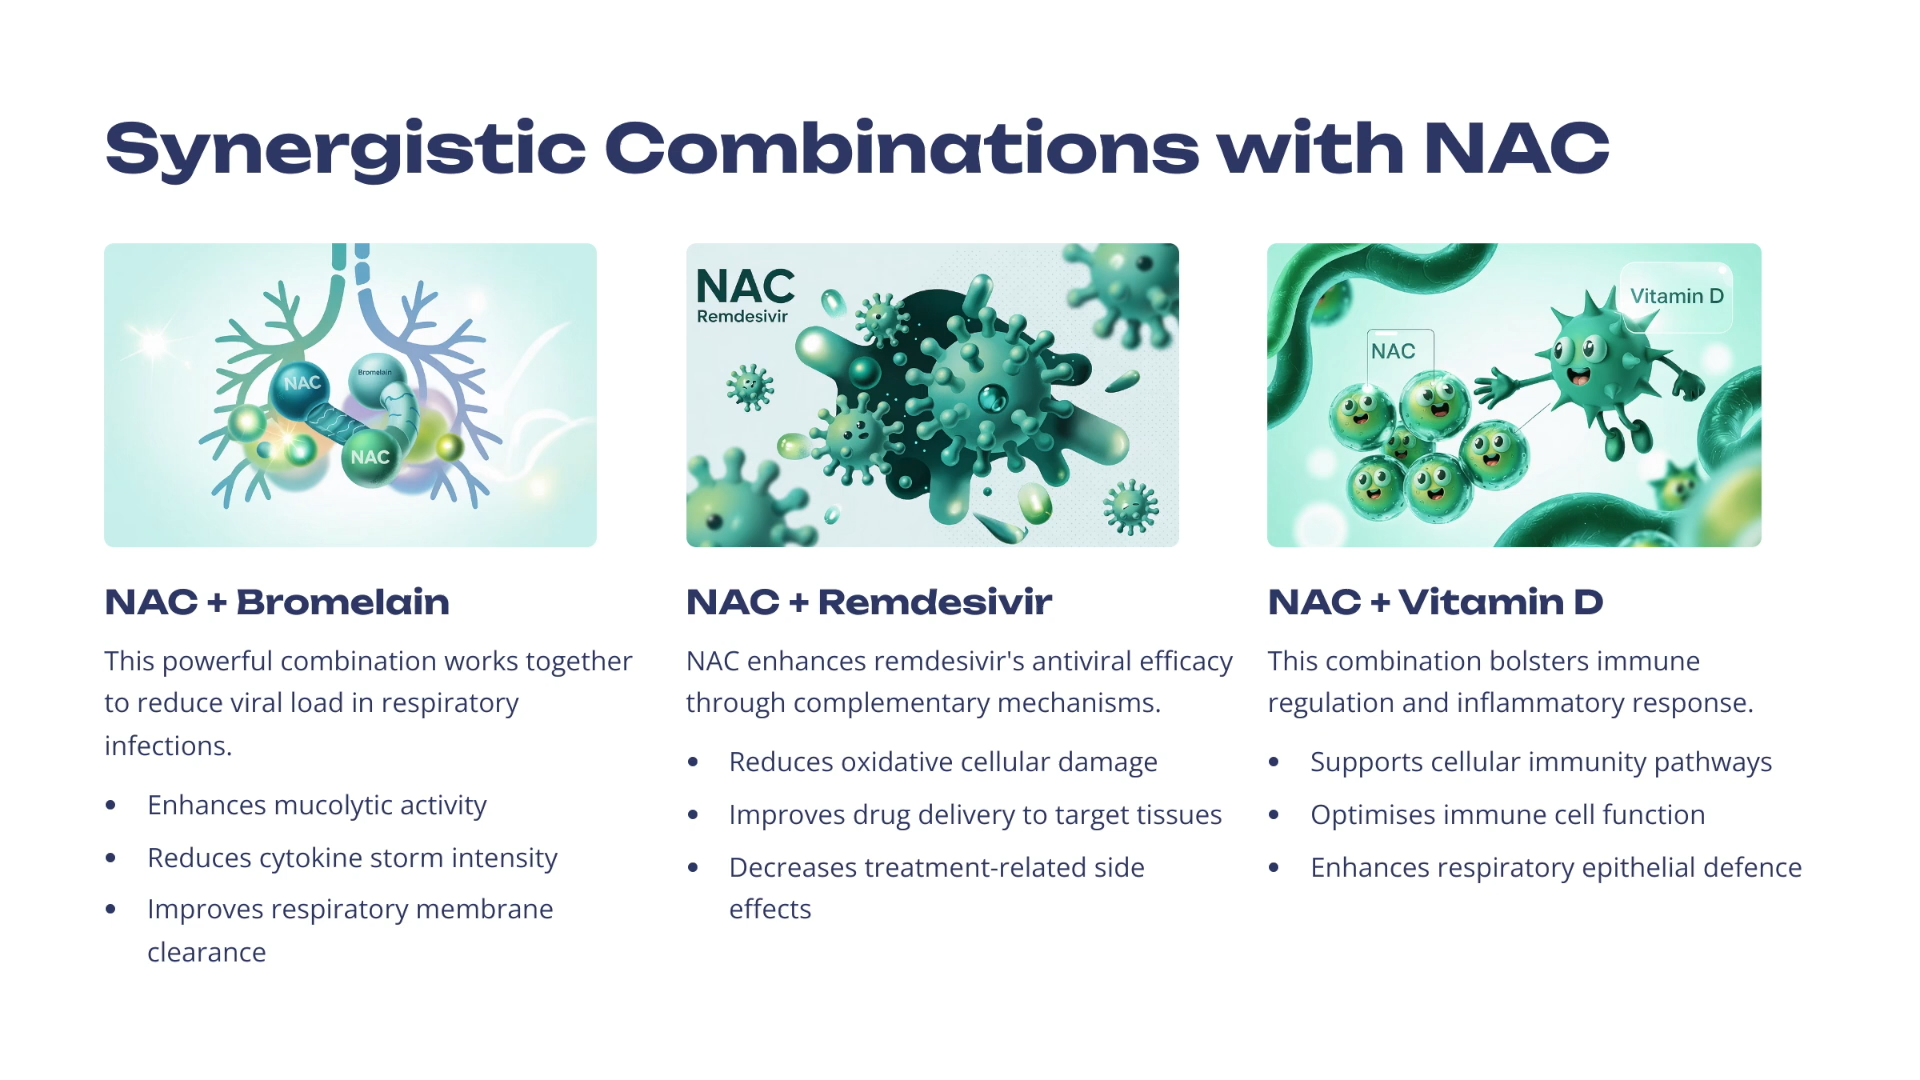 Synergistic Combinations with NAC
NAC
Bromelain
NAC
NAC
Remdesivir
NAC
Vitamin D
NAC + Bromelain
This powerful combination works together
to reduce viral load in respiratory
infections.
• Enhances mucolytic activity
• Reduces cytokine storm intensity
• Improves respiratory membrane
clearance
NAC + Remdesivir
NAC enhances remdesivir's antiviral efficacy
through complementary mechanisms.
• Reduces oxidative cellular damage
• Improves drug delivery to target tissues
• Decreases treatment-related side
effects
NAC + Vitamin D
This combination bolsters immune
regulation and inflammatory response.
• Supports cellular immunity pathways
• Optimises immune cell function
• Enhances respiratory epithelial defence